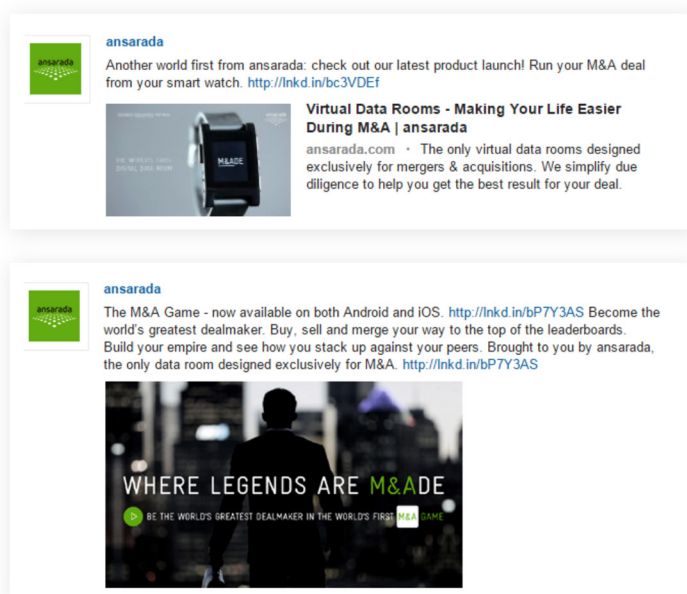 ansarada
ansarada
Another world first from ansarada: check out our latest product launch! Run your M&A deal
from your smart watch. http://lnkd.in/bc3VDEf
ansarada
THE WORLD'S FIRST
DIGITAL DATA ROOM
M&ADE
Virtual Data Rooms - Making Your Life Easier
During M&A | ansarada
ansarada.com · The only virtual data rooms designed
exclusively for mergers & acquisitions. We simplify due
diligence to help you get the best result for your deal.
ansarada
ansarada
The M&A Game - now available on both Android and iOS. http://lnkd.in/bP7Y3AS Become the
world's greatest dealmaker. Buy, sell and merge your way to the top of the leaderboards.
Build your empire and see how you stack up against your peers. Brought to you by ansarada,
the only data room designed exclusively for M&A. http://lnkd.in/bP7Y3AS
WHERE LEGENDS ARE M&ADE
BE THE WORLD'S GREATEST DEALMAKER IN THE WORLD'S FIRST M&A GAME